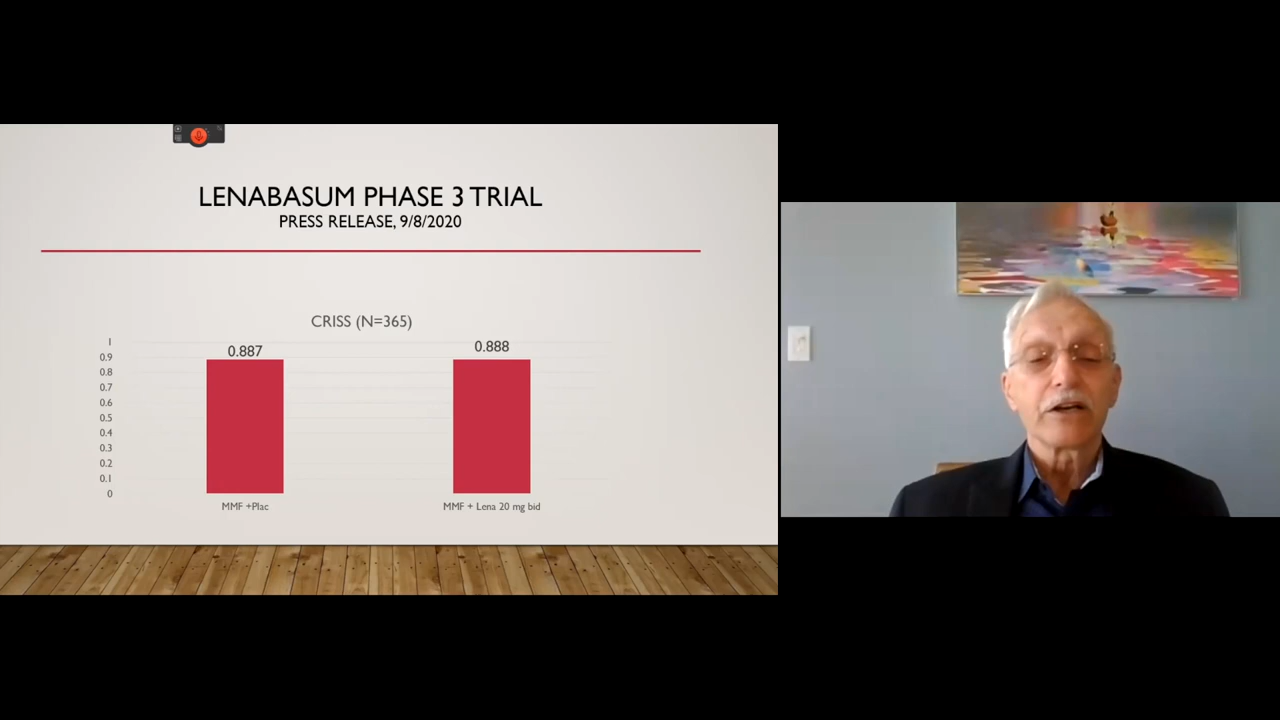 LENABASUM PHASE 3 TRIAL
PRESS RELEASE, 9/8/2020
CRISS (N=365)
1
0.9
0.8
0.7
0.6
0.5
0.4
0.3
0.2
0.1
0
0.887
0.888
MMF +Plac
MMF + Lena 20 mg bid